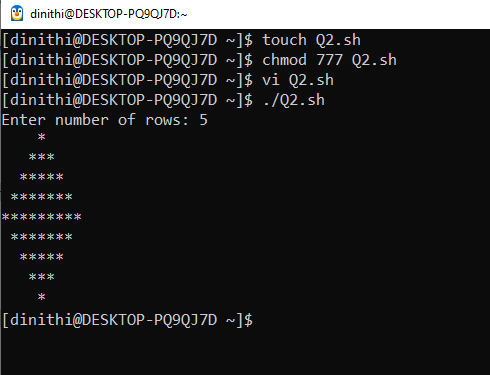 dinithi@DESKTOP-PQ9QJ7D:~
[dinithi@DESKTOP-PQ9QJ7D ~]$ touch Q2.sh
[dinithi@DESKTOP-PQ9QJ7D ~]$ chmod 777 Q2.sh
[dinithi@DESKTOP-PQ9QJ7D ~]$ vi Q2.sh
[dinithi@DESKTOP-PQ9QJ7D ~]$ ./Q2.sh
Enter number of rows: 5
    *
   ***
  *****
 *******
*********
 *******
  *****
   ***
    *
[dinithi@DESKTOP-PQ9QJ7D ~]$